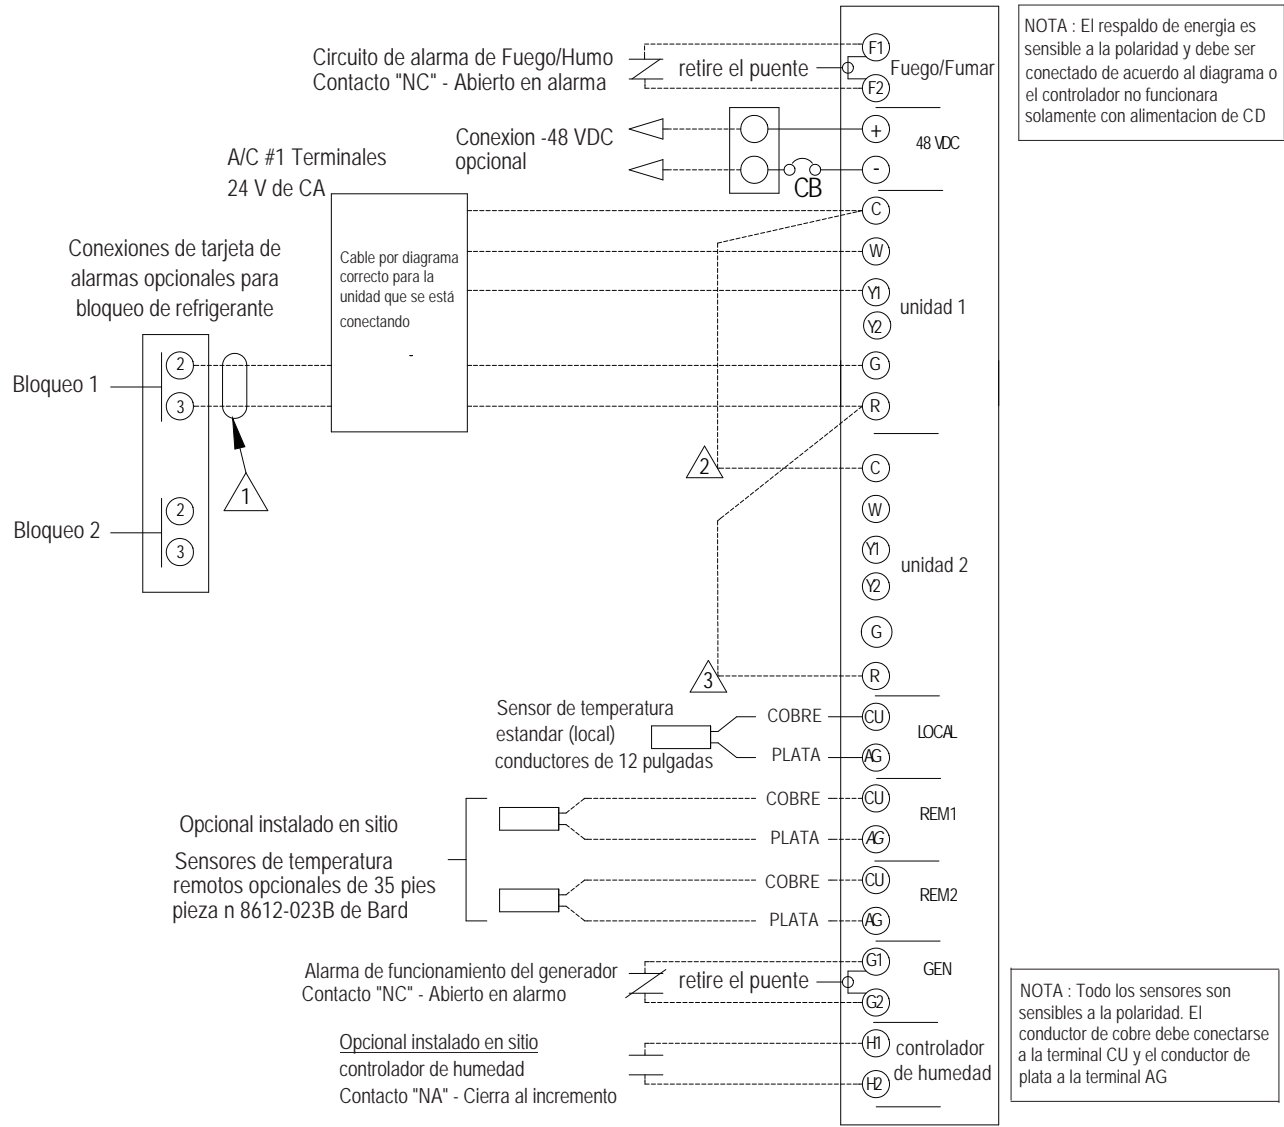 NOTA : El respaldo de energia es
sensible a la polaridad y debe ser
conectado de acuerdo al diagrama o
el controlador no funcionara
solamente con alimentacion de CD
Circuito de alarma de Fuego/Humo
Contacto "NC" - Abierto en alarma
retire el puente
F1
F2
Fuego/Fumar
Conexion -48 VDC
opcional
CB
+
-
48 VDC
A/C #1 Terminales
24 V de CA
Cable por diagrama
correcto para la
unidad que se está
conectando
-
Conexiones de tarjeta de
alarmas opcionales para
bloqueo de refrigerante
Bloqueo 1
2
3
1
Bloqueo 2
2
3
C
W
Y1
Y2
G
R
unidad 1
2
C
W
Y1
Y2
G
R
unidad 2
3
Sensor de temperatura
estandar (local)
conductores de 12 pulgadas
COBRE
PLATA
CU
AG
LOCAL
Opcional instalado en sitio
Sensores de temperatura
remotos opcionales de 35 pies
pieza n 8612-023B de Bard
COBRE
PLATA
CU
AG
REM1
COBRE
PLATA
CU
AG
REM2
Alarma de funcionamiento del generador
Contacto "NC" - Abierto en alarmo
retire el puente
G1
G2
GEN
Opcional instalado en sitio
controlador de humedad
Contacto "NA" - Cierra al incremento
H1
H2
controlador
de humedad
NOTA : Todo los sensores son
sensibles a la polaridad. El
conductor de cobre debe conectarse
a la terminal CU y el conductor de
plata a la terminal AG